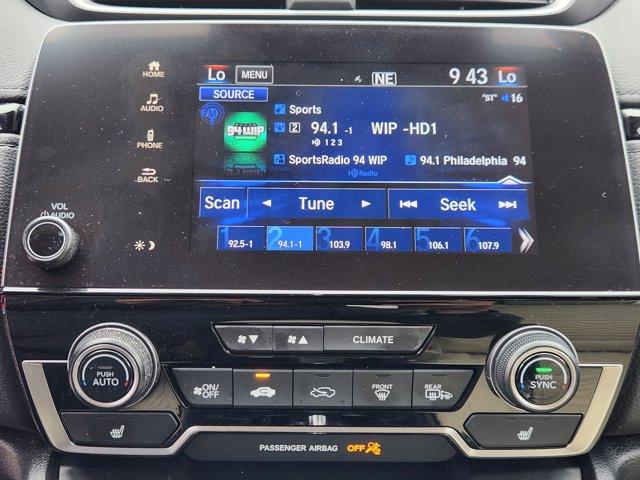 HOME
AUDIO
PHONE
BACK
VOL
AUDIO
Lo MENU NE 9 43 Lo
SOURCE "ST" 16
FM
Sports
94WIP
2 94.1 -1 WIP -HD1
1 2 3
SportsRadio 94 WIP 94.1 Philadelphia 94
HD Radio
Scan Tune Seek
1 92.5-1 2 94.1-1 3 103.9 4 98.1 5 106.1 6 107.9
CLIMATE
PUSH AUTO
ON/OFF
FRONT
REAR
PUSH SYNC
PASSENGER AIRBAG OFF